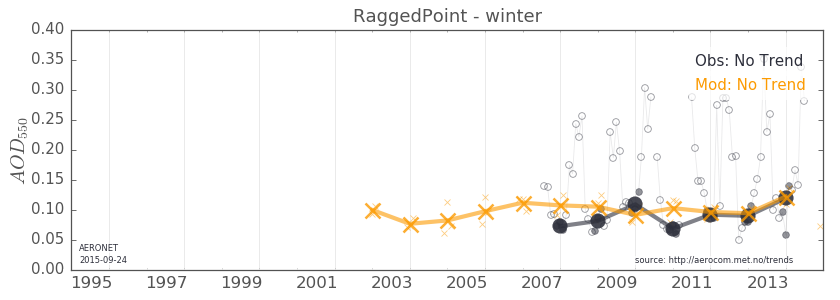 RaggedPoint - winter
0.40
0.35
0.30
0.25
0.20
0.15
0.10
0.05
0.00
AOD550
Obs: No Trend
Mod: No Trend
AERONET
2015-09-24
source: http://aerocom.met.no/trends
1995 1997 1999 2001 2003 2005 2007 2009 2011 2013